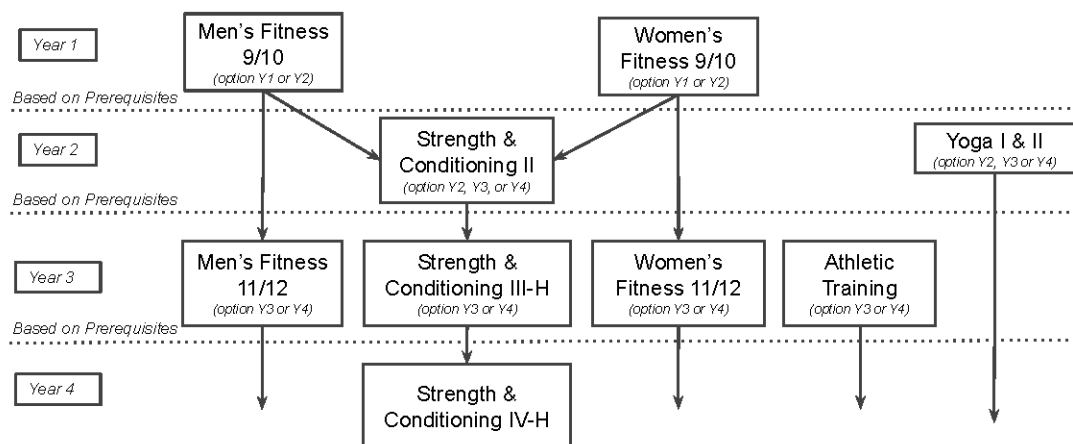 Year 1
Men’s Fitness
9/10
(option Y1 or Y2)
Women’s
Fitness 9/10
(option Y1 or Y2)
Based on Prerequisites
Year 2
Strength &
Conditioning II
(option Y2, Y3, or Y4)
Yoga I & II
(option Y2, Y3 or Y4)
Based on Prerequisites
Year 3
Men’s Fitness
11/12
(option Y3 or Y4)
Strength &
Conditioning III-H
(option Y3 or Y4)
Women’s
Fitness 11/12
(option Y3 or Y4)
Athletic
Training
(option Y3 or Y4)
Based on Prerequisites
Year 4
Strength &
Conditioning IV-H